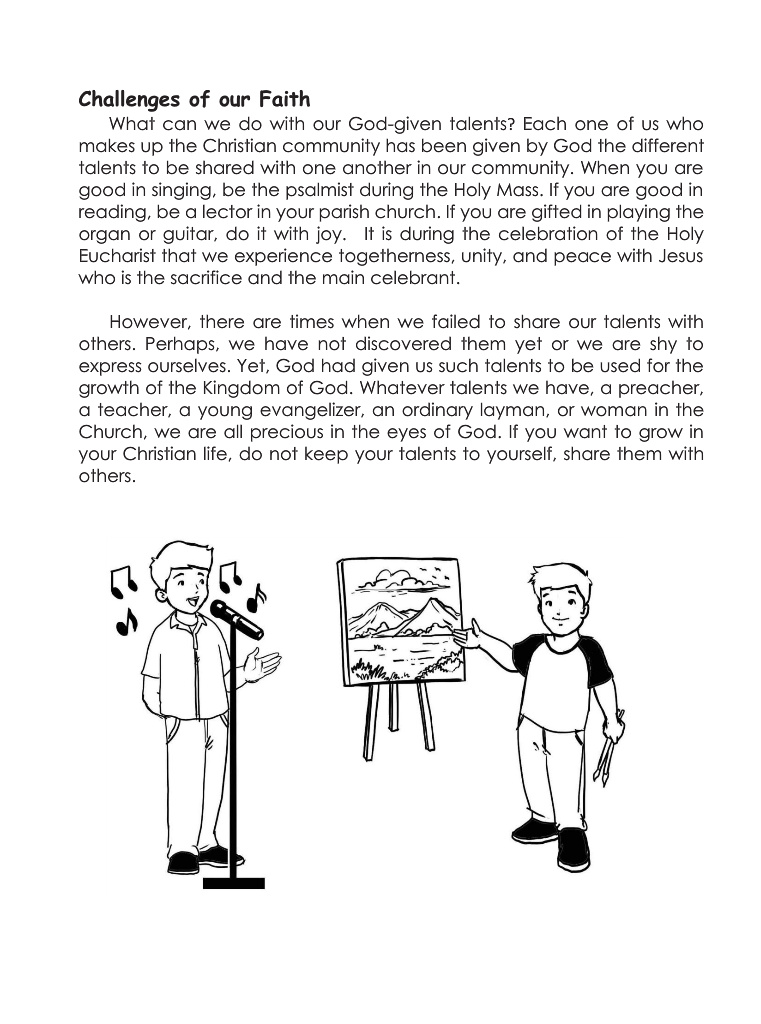 Challenges of our Faith
What can we do with our God-given talents? Each one of us who
makes up the Christian community has been given by God the different
talents to be shared with one another in our community. When you are
good in singing, be the psalmist during the Holy Mass. If you are good in
reading, be a lector in your parish church. If you are gifted in playing the
organ or guitar, do it with joy.   It is during the celebration of the Holy
Eucharist that we experience togetherness, unity, and peace with Jesus
who is the sacrifice and the main celebrant.
However, there are times when we failed to share our talents with
others. Perhaps, we have not discovered them yet or we are shy to
express ourselves. Yet, God had given us such talents to be used for the
growth of the Kingdom of God. Whatever talents we have, a preacher,
a teacher, a young evangelizer, an ordinary layman, or woman in the
Church, we are all precious in the eyes of God. If you want to grow in
your Christian life, do not keep your talents to yourself, share them with
others.